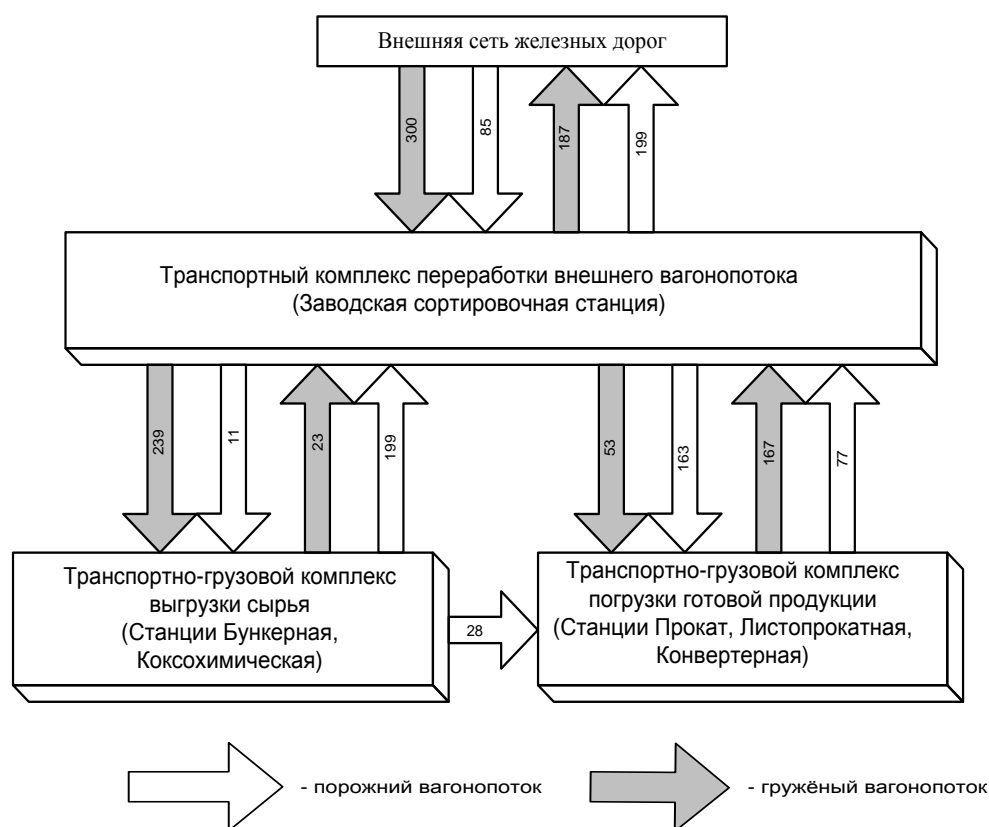 Внешняя сеть железных дорог
300
85
187
199
Транспортный комплекс переработки внешнего вагонопотока
(Заводская сортировочная станция)
239
11
23
199
53
163
167
77
Транспортно-грузовой комплекс
выгрузки сырья
(Станции Бункерная,
Коксохимическая)
28
Транспортно-грузовой комплекс
погрузки готовой продукции
(Станции Прокат, Листопрокатная,
Конвертерная)
- порожний вагонопоток
- гружёный вагонопоток